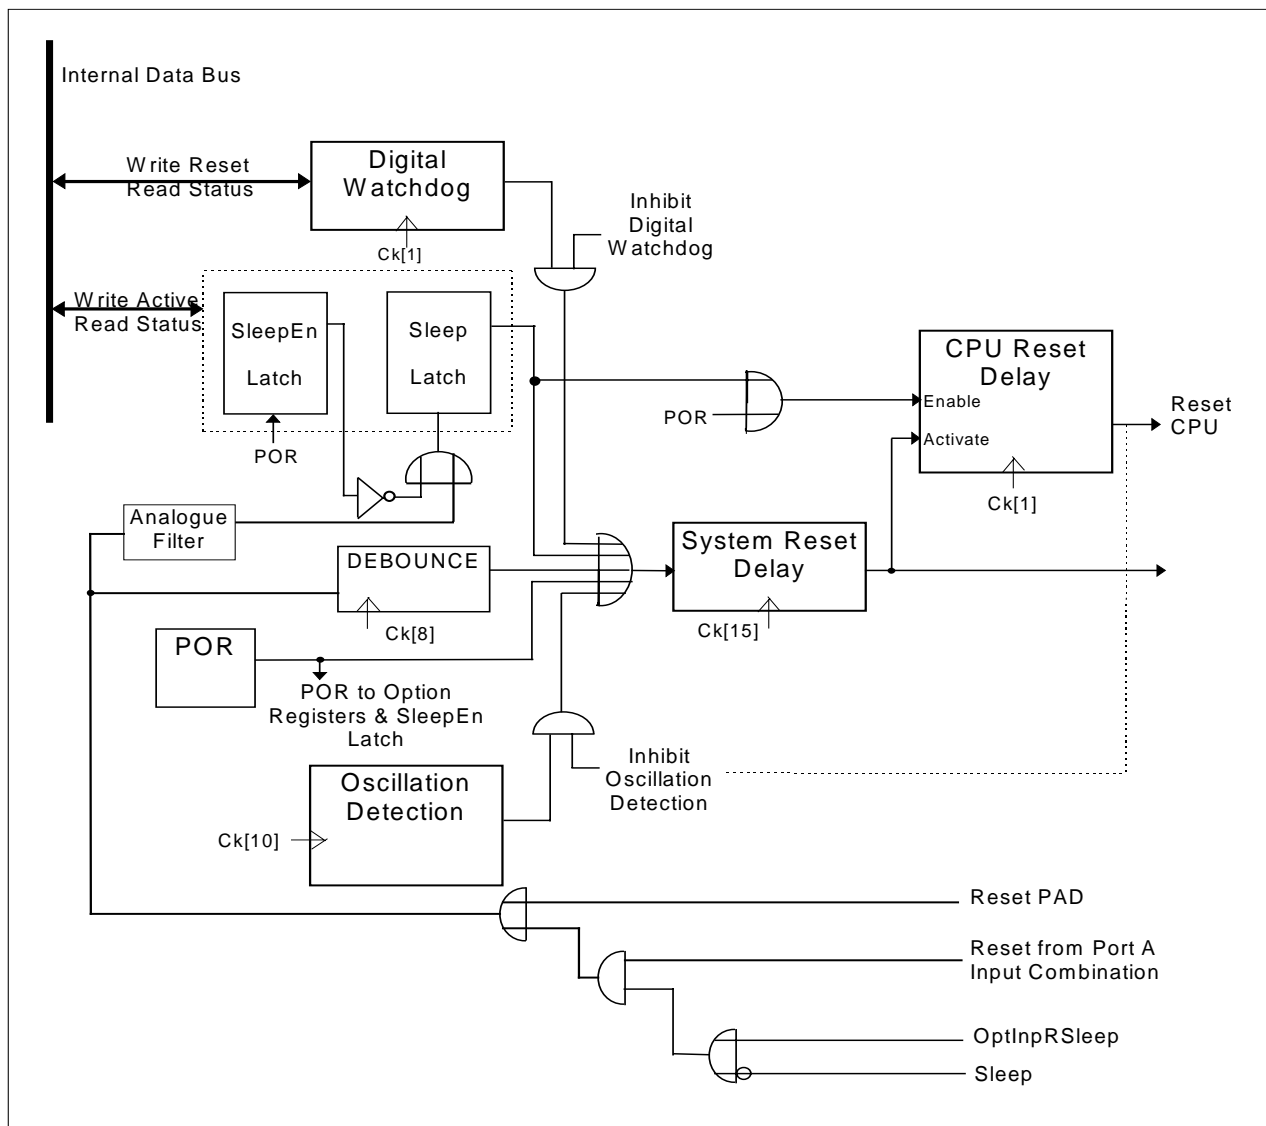 Internal Data Bus
Write Reset
Read Status
Digital
Watchdog
Ck[1]
Inhibit
Digital
Watchdog
Write Active
Read Status
SleepEn
Latch
Sleep
Latch
POR
CPU Reset
Delay
Enable
Activate
Ck[1]
POR
Reset
CPU
Analogue
Filter
DEBOUNCE
Ck[8]
System Reset
Delay
Ck[15]
POR
POR to Option
Registers & SleepEn
Latch
Inhibit
Oscillation
Detection
Oscillation
Detection
Ck[10]
Reset PAD
Reset from Port A
Input Combination
OptInpRSleep
Sleep